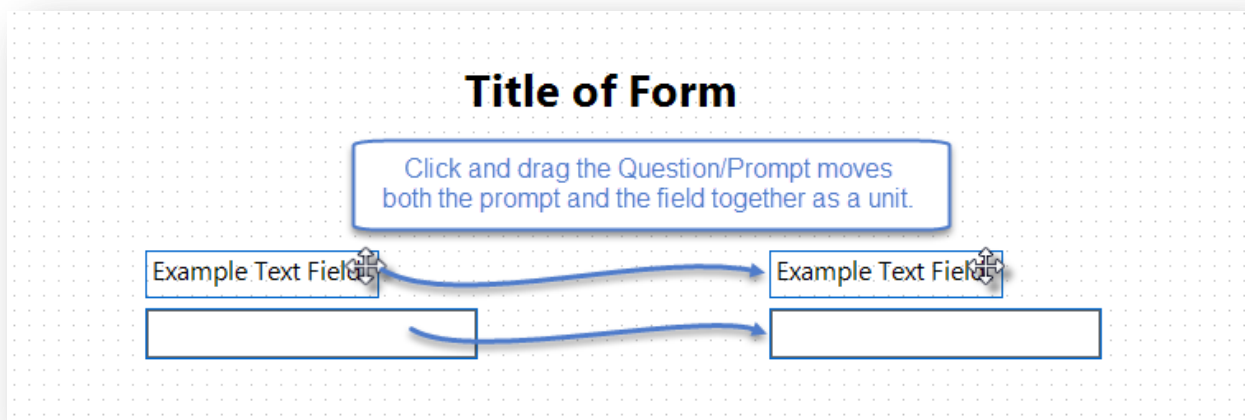 Title of Form
Click and drag the Question/Prompt moves
both the prompt and the field together as a unit.
Example Text Field Example Text Field